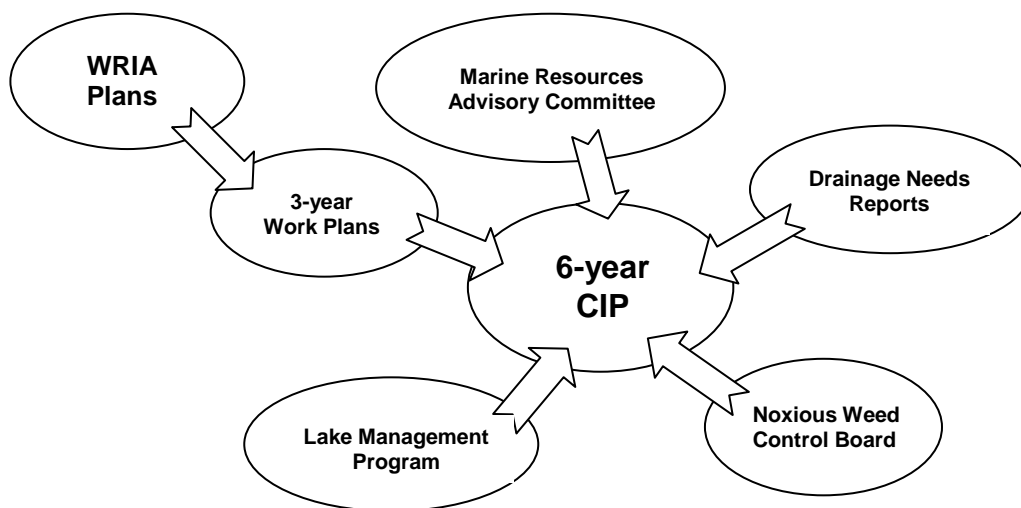 WRIA
Plans
Marine Resources
Advisory Committee
Drainage Needs
Reports
3-year
Work Plans
6-year
CIP
Lake Management
Program
Noxious Weed
Control Board